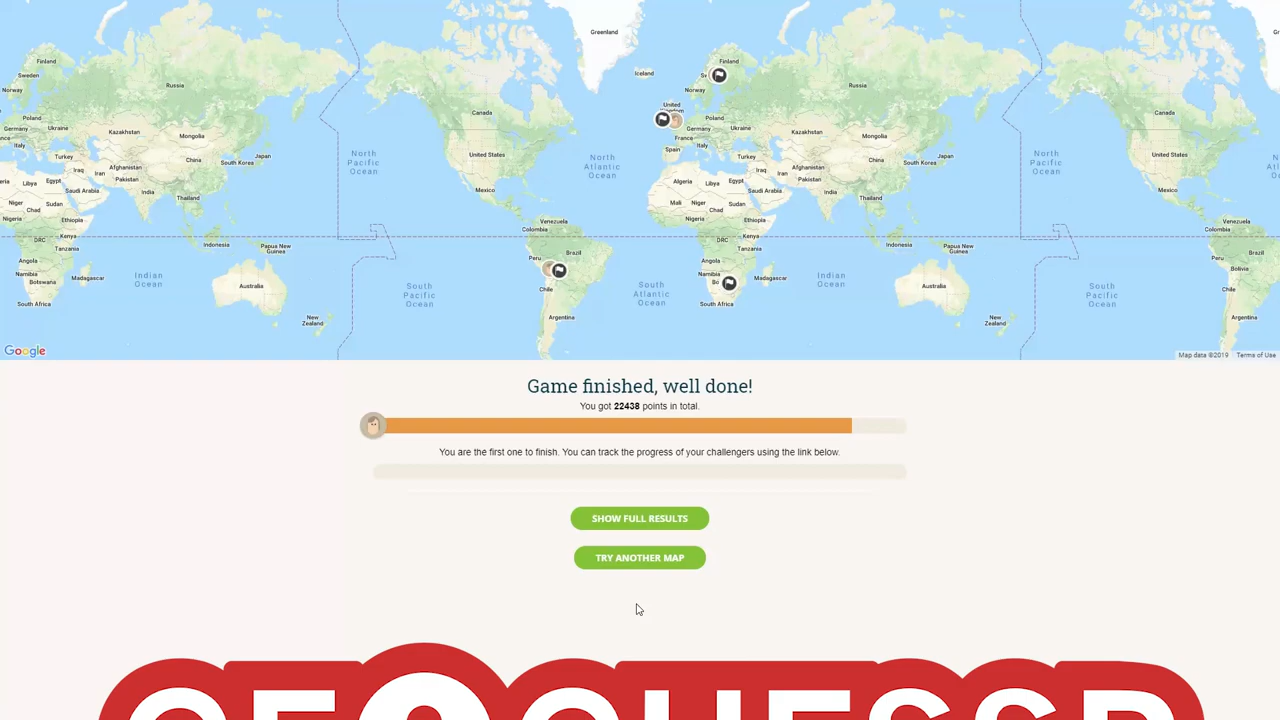 Greenland
Finland
Sweden
Norway
Iceland
Russia
Canada
United Kingdom
Poland
Germany
Ukraine
France
Italy
Spain
Kazakhstan
Mongolia
Turkey
China
Japan
South Korea
Iraq
Iran
Afghanistan
Pakistan
Algeria
Libya
Egypt
Saudi Arabia
India
Thailand
Mali
Niger
Chad
Sudan
Nigeria
Ethiopia
DRC
Kenya
Tanzania
Indonesia
Papua New Guinea
Angola
Namibia
Botswana
Madagascar
South Africa
Australia
New Zealand
United States
Mexico
Venezuela
Colombia
Peru
Brazil
Bolivia
Chile
Argentina
North Pacific Ocean
North Atlantic Ocean
South Pacific Ocean
South Atlantic Ocean
Indian Ocean
Google
Map data ©2019 Terms of Use
Game finished, well done!
You got 22438 points in total.
You are the first one to finish. You can track the progress of your challengers using the link below.
SHOW FULL RESULTS
TRY ANOTHER MAP
GEOGUESSR